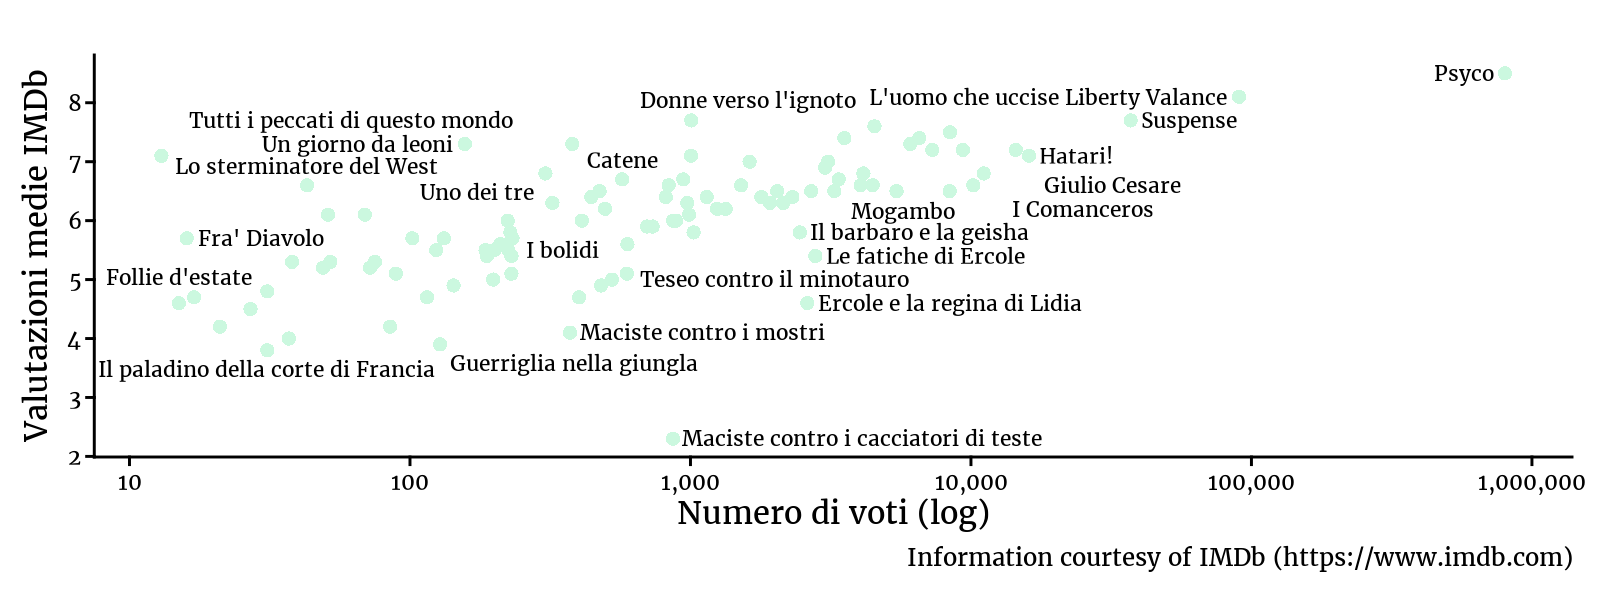 Psyco
Donne verso l'ignoto
L'uomo che uccise Liberty Valance
Tutti i peccati di questo mondo
Suspense
Un giorno da leoni
Lo sterminatore del West
Catene
Hatari!
Uno dei tre
Giulio Cesare
Mogambo
I Comanceros
Fra' Diavolo
I bolidi
Il barbaro e la geisha
Le fatiche di Ercole
Follie d'estate
Teseo contro il minotauro
Ercole e la regina di Lidia
Maciste contro i mostri
Il paladino della corte di Francia
Guerriglia nella giungla
Maciste contro i cacciatori di teste
Valutazioni medie IMDb
8
7
6
5
4
3
2
10
100
1,000
10,000
100,000
1,000,000
Numero di voti (log)
Information courtesy of IMDb (https://www.imdb.com)